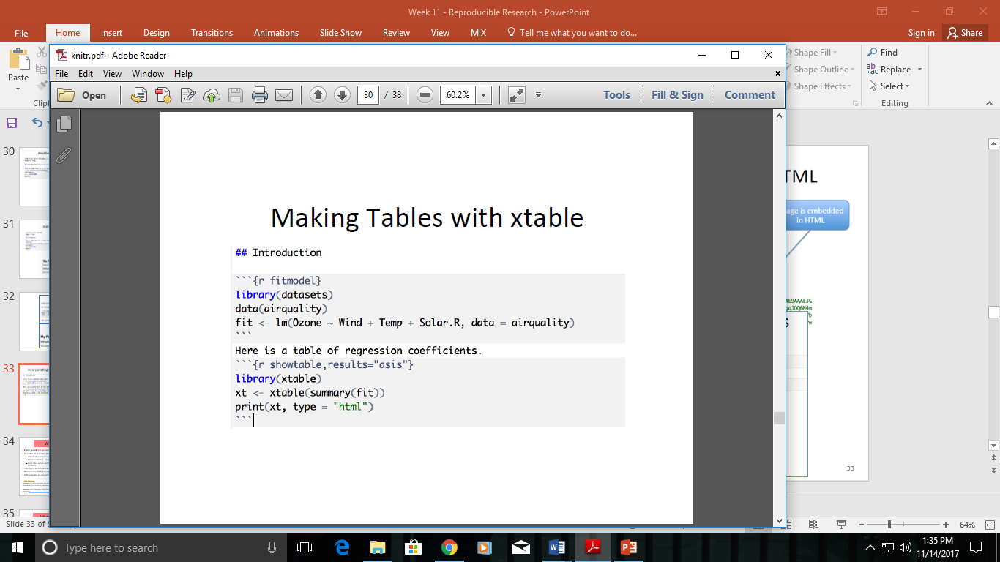 Week 11 - Reproducible Research - PowerPoint
File Home Insert Design Transitions Animations Slide Show Review View MIX Tell me what you want to do... Sign in Share
knitr.pdf - Adobe Reader
File Edit View Window Help
Open 30 / 38 60.2% Tools Fill & Sign Comment
Paste
Shape Fill
Shape Outline
Shape Effects
Find
Replace
Select
Editing
30
31
32
33
34
35
Making Tables with xtable
## Introduction
```{r fitmodel}
library(datasets)
data(airquality)
fit <- lm(Ozone ~ Wind + Temp + Solar.R, data = airquality)
```
Here is a table of regression coefficients.
```{r showtable,results="asis"}
library(xtable)
xt <- xtable(summary(fit))
print(xt, type = "html")
```
age is embedded
in HTML
33
Slide 33 of
64%
Type here to search
1:35 PM
11/14/2017